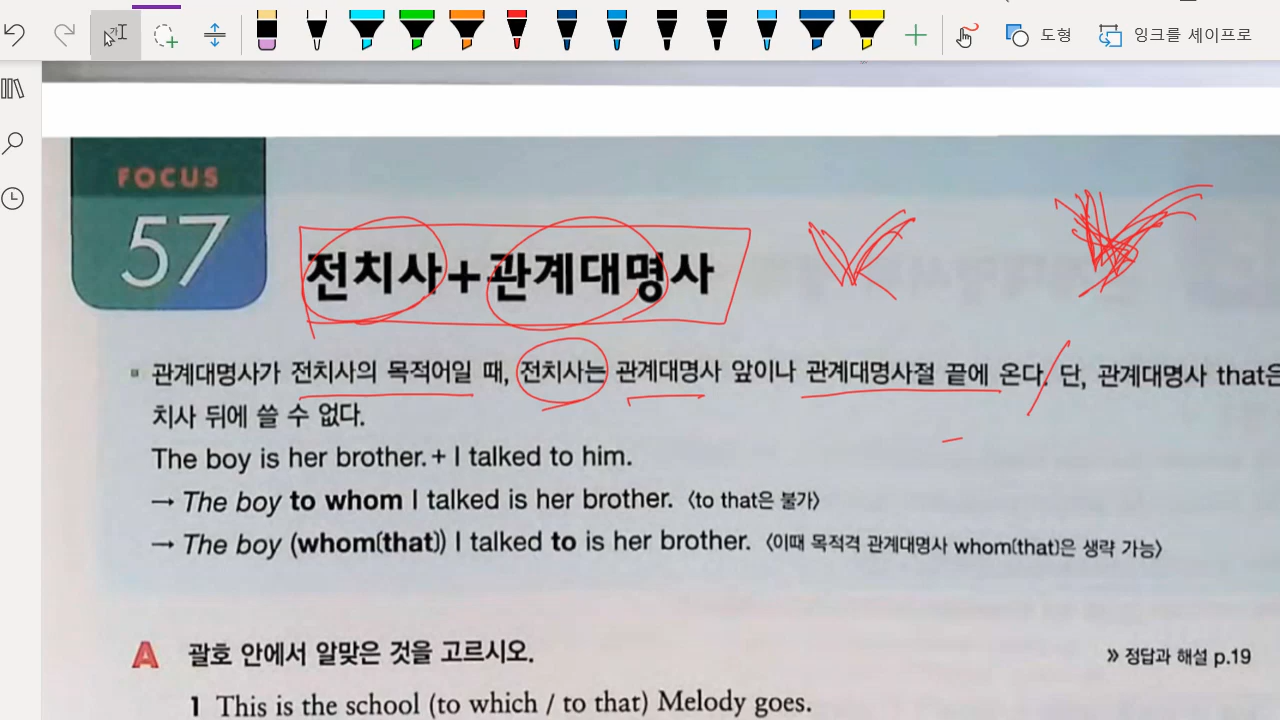 도형
잉크를 셰이프로
FOCUS
57
전치사+관계대명사
관계대명사가 전치사의 목적어일 때, 전치사는 관계대명사 앞이나 관계대명사절 끝에 온다. 단, 관계대명사 that은
치사 뒤에 쓸 수 없다.
The boy is her brother. + I talked to him.
→ The boy to whom I talked is her brother. 〈to that은 불가〉
→ The boy (whom(that)) I talked to is her brother. 〈이때 목적격 관계대명사 whom(that)은 생략 가능〉
A 괄호 안에서 알맞은 것을 고르시오.
» 정답과 해설 p.19
1 This is the school (to which / to that) Melody goes.